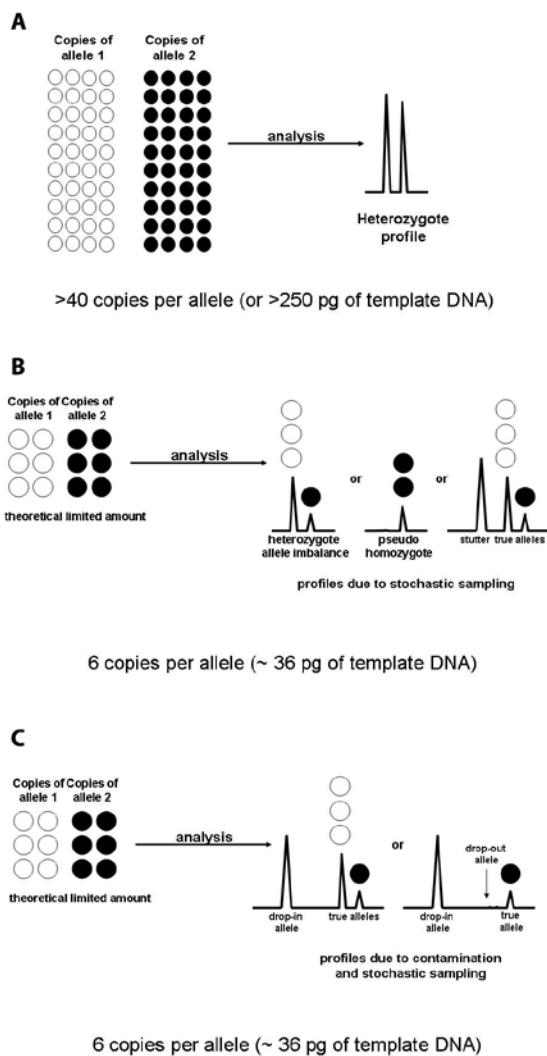 A
Copies of
allele 1
Copies of
allele 2
analysis
Heterozygote
profile
>40 copies per allele (or >250 pg of template DNA)
B
Copies of
allele 1
Copies of
allele 2
analysis
or
or
theoretical limited amount
heterozygote
allele imbalance
pseudo
homozygote
stutter
true alleles
profiles due to stochastic sampling
6 copies per allele (~ 36 pg of template DNA)
C
Copies of
allele 1
Copies of
allele 2
analysis
or
drop-out
allele
theoretical limited amount
drop-in
allele
true alleles
drop-in
allele
true
allele
profiles due to contamination
and stochastic sampling
6 copies per allele (~ 36 pg of template DNA)